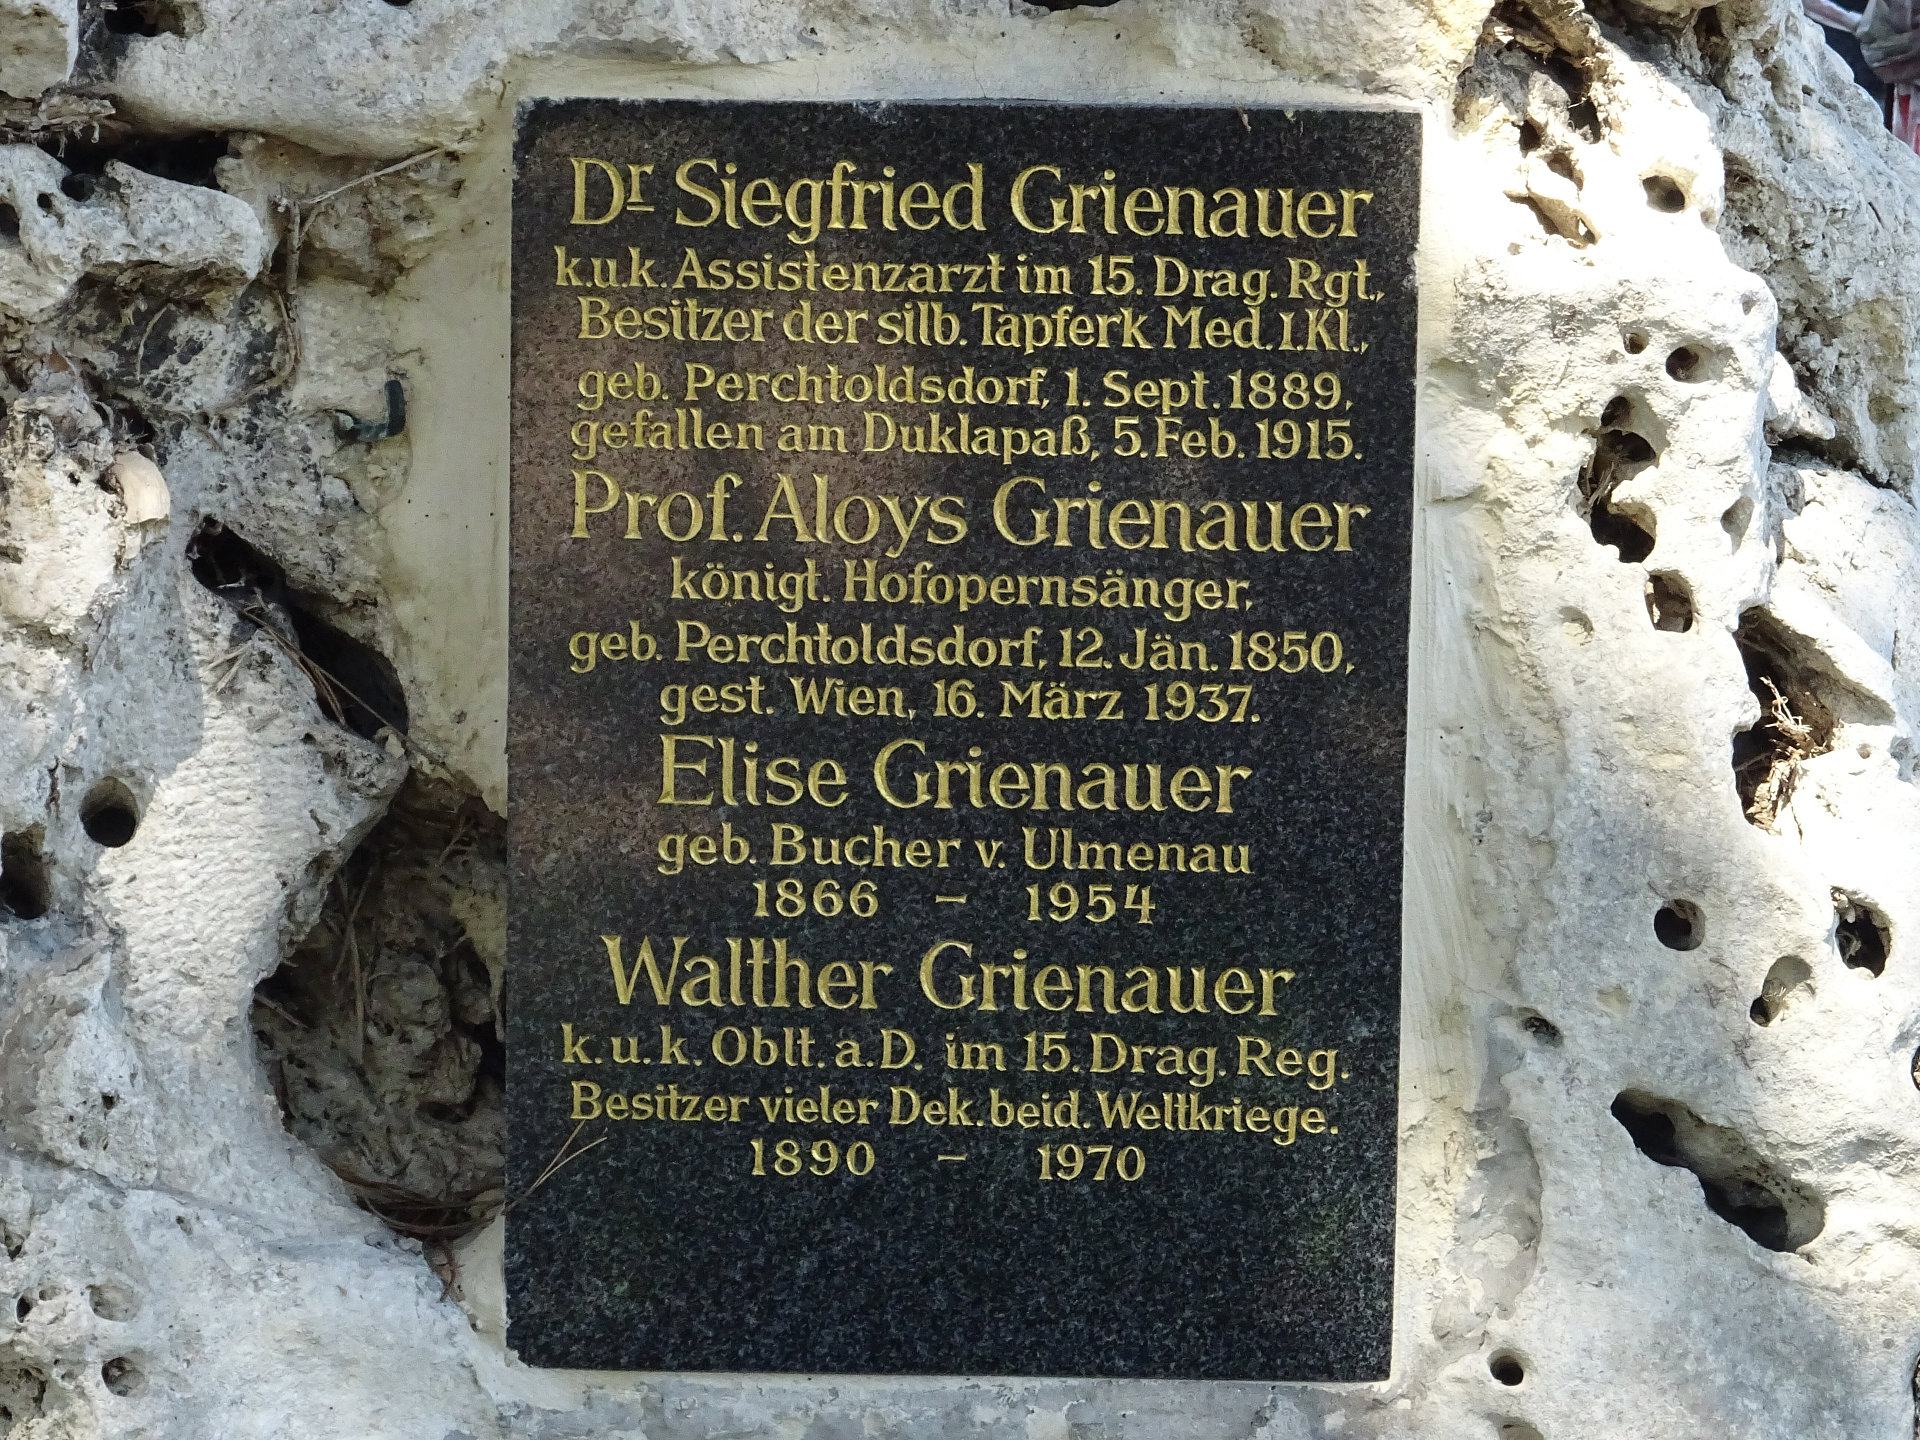 Dr Siegfried Grienauer
k.u.k. Assistenzarzt im 15. Drag. Rgt.,
Besitzer der silb. Tapferk Med. I. Kl.,
geb. Perchtoldsdorf, 1. Sept. 1889,
gefallen am Duklapaß, 5. Feb. 1915.
Prof. Aloys Grienauer
königt. Hofopernsänger,
geb. Perchtoldsdorf, 12. Jän. 1850,
gest. Wien, 16. März 1937.
Elise Grienauer
geb. Bucher v. Ulmenau
1866 – 1954
Walther Grienauer
k.u.k. Oblt. a.D. im 15. Drag. Reg.
Besitzer vieler Dek. beid. Weltkriege.
1890 – 1970